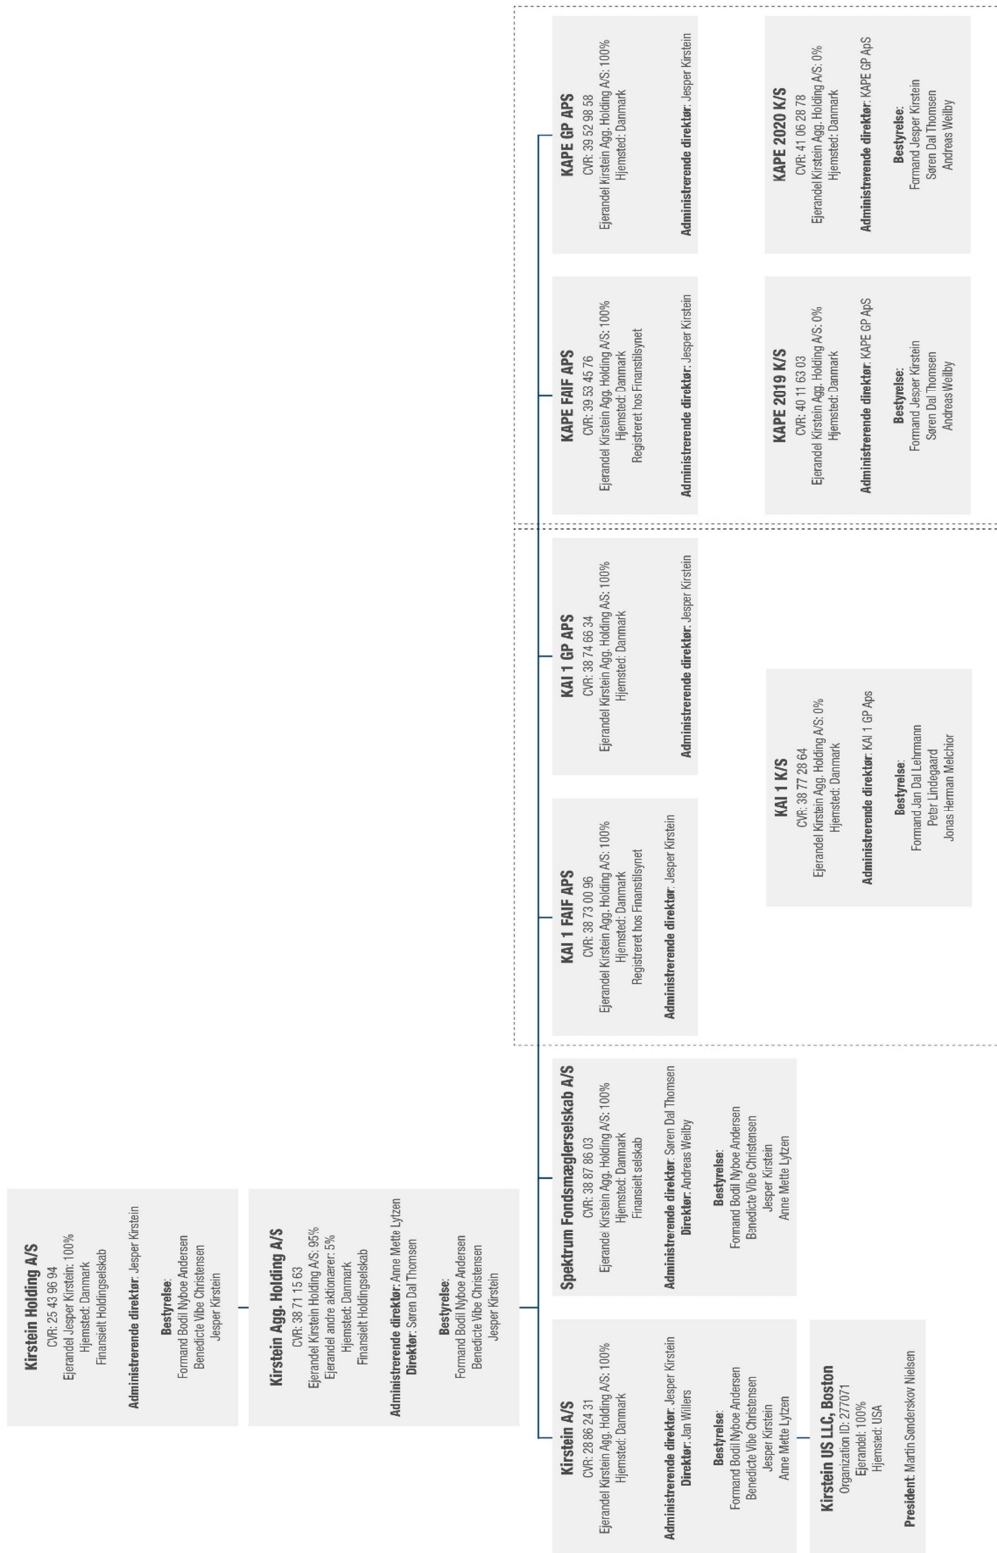 Kirstein Holding A/S
CVR: 25 43 96 94
Ejerandel Jesper Kirstein: 100%
Hjemsted: Danmark
Finansielt Holdingselskab
Administrerende direktør: Jesper Kirstein
Bestyrelse:
Formand Bodil Nyboe Andersen
Benedicte Vibe Christensen
Jesper Kirstein
Kirstein Agg. Holding A/S
CVR: 38 71 15 63
Ejerandel Kirstein Holding A/S: 95%
Ejerandel andre aktionærer: 5%
Hjemsted: Danmark
Finansielt Holdingselskab
Administrerende direktør: Anne Mette Lytzen
Direktør: Søren Dal Thomsen
Bestyrelse:
Formand Bodil Nyboe Andersen
Benedicte Vibe Christensen
Jesper Kirstein
Kirstein A/S
CVR: 28 86 24 31
Ejerandel Kirstein Agg. Holding A/S: 100%
Hjemsted: Danmark
Administrerende direktør: Jesper Kirstein
Direktør: Jan Willers
Bestyrelse:
Formand Bodil Nyboe Andersen
Benedicte Vibe Christensen
Jesper Kirstein
Anne Mette Lytzen
Kirstein US LLC, Boston
Organization ID: 277071
Ejerandel: 100%
Hjemsted: USA
President: Martin Sønderskov Nielsen
Spektrum Fondsmæglerselskab A/S
CVR: 38 87 86 03
Ejerandel Kirstein Agg. Holding A/S: 100%
Hjemsted: Danmark
Finansielt selskab
Administrerende direktør: Søren Dal Thomsen
Direktør: Andreas Weilby
Bestyrelse:
Formand Bodil Nyboe Andersen
Benedicte Vibe Christensen
Jesper Kirstein
Anne Mette Lytzen
KAI 1 FAIF APS
CVR: 38 73 00 96
Ejerandel Kirstein Agg. Holding A/S: 100%
Hjemsted: Danmark
Registreret hos Finanstilsynet
Administrerende direktør: Jesper Kirstein
KAI 1 GP APS
CVR: 38 74 66 34
Ejerandel Kirstein Agg. Holding A/S: 100%
Hjemsted: Danmark
Administrerende direktør: Jesper Kirstein
KAI 1 K/S
CVR: 38 77 28 64
Ejerandel Kirstein Agg. Holding A/S: 0%
Hjemsted: Danmark
Administrerende direktør: KAI 1 GP Aps
Bestyrelse:
Formand Jan Dal Lehrmann
Peter Lindegaard
Jonas Herman Melchior
KAPE FAIF APS
CVR: 39 53 45 76
Ejerandel Kirstein Agg. Holding A/S: 100%
Hjemsted: Danmark
Registreret hos Finanstilsynet
Administrerende direktør: Jesper Kirstein
KAPE GP APS
CVR: 39 52 98 58
Ejerandel Kirstein Agg. Holding A/S: 100%
Hjemsted: Danmark
Administrerende direktør: Jesper Kirstein
KAPE 2019 K/S
CVR: 40 11 63 03
Ejerandel Kirstein Agg. Holding A/S: 0%
Hjemsted: Danmark
Administrerende direktør: KAPE GP ApS
Bestyrelse:
Formand Jesper Kirstein
Søren Dal Thomsen
Andreas Weilby
KAPE 2020 K/S
CVR: 41 06 28 78
Ejerandel Kirstein Agg. Holding A/S: 0%
Hjemsted: Danmark
Administrerende direktør: KAPE GP ApS
Bestyrelse:
Formand Jesper Kirstein
Søren Dal Thomsen
Andreas Weilby